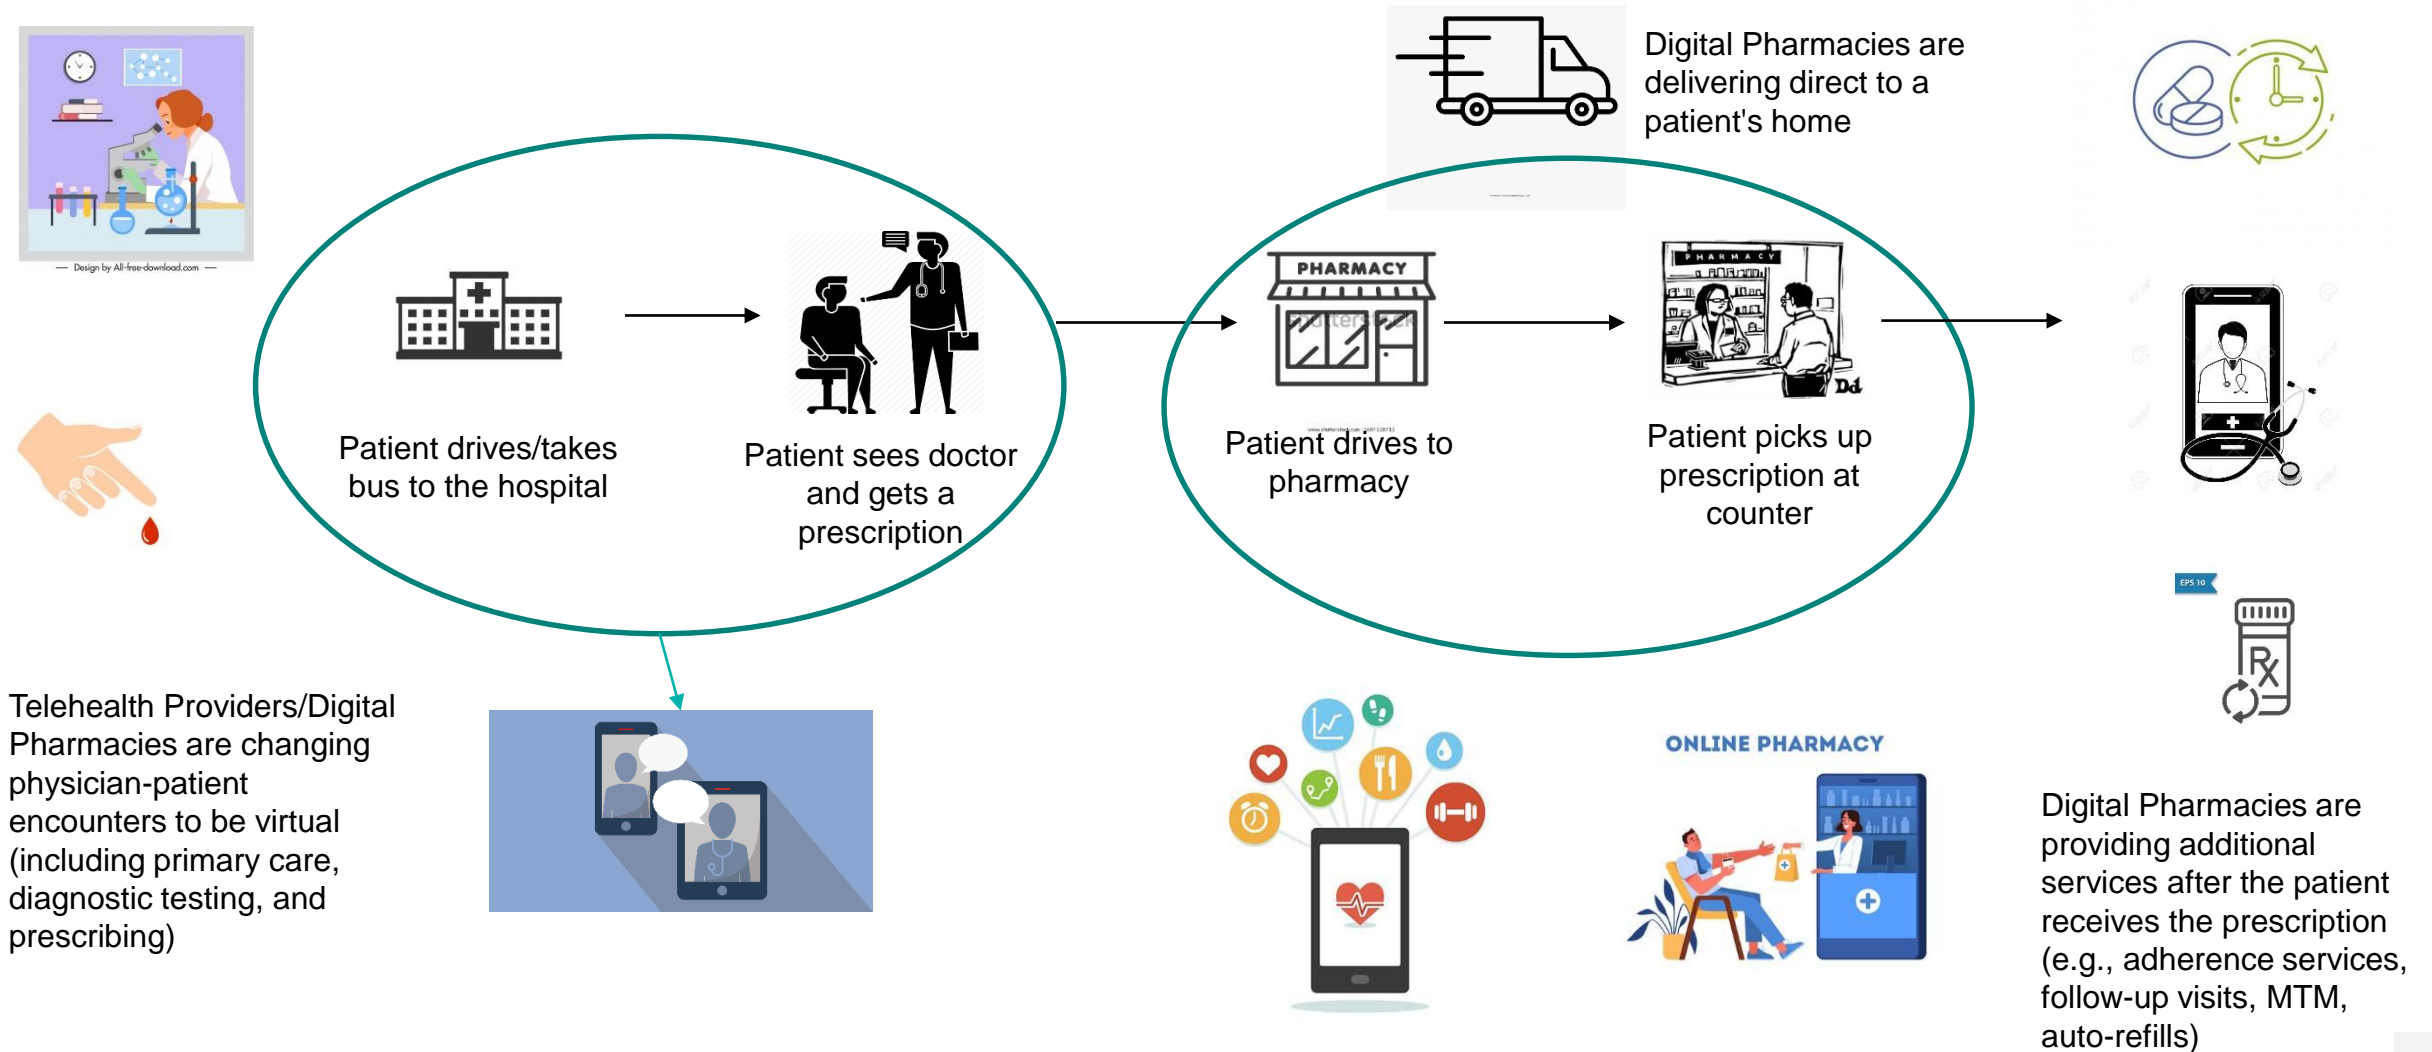 Digital Pharmacies are
delivering direct to a
patient's home
— Design by All-free-download.com —
PHARMACY
shutterstock
PHARMACY
Dd
Patient drives/takes
bus to the hospital
Patient sees doctor
and gets a
prescription
Patient drives to
pharmacy
Patient picks up
prescription at
counter
EPS 10
Rx
Telehealth Providers/Digital
Pharmacies are changing
physician-patient
encounters to be virtual
(including primary care,
diagnostic testing, and
prescribing)
ONLINE PHARMACY
Digital Pharmacies are
providing additional
services after the patient
receives the prescription
(e.g., adherence services,
follow-up visits, MTM,
auto-refills)